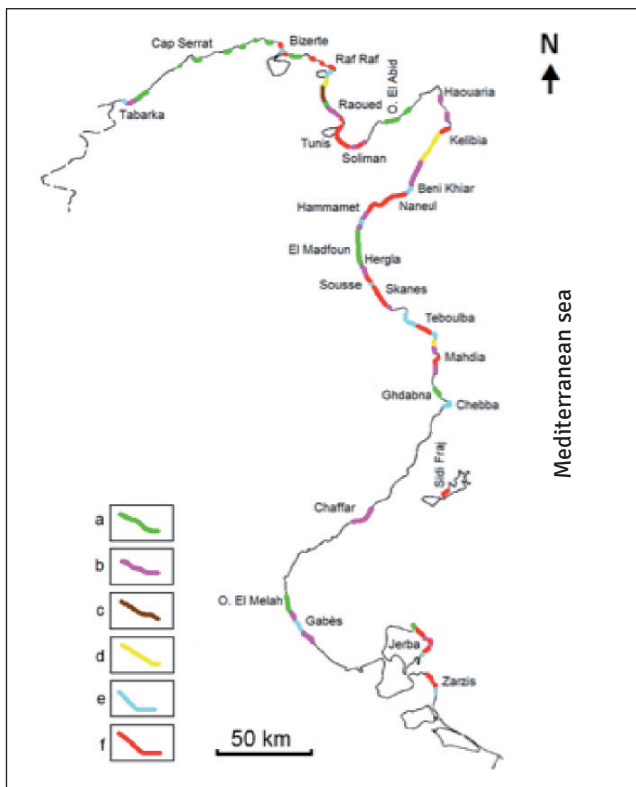 N
Bizerte
Cap Serrat
Raf Raf
O. El Abid
Haouaria
Raoued
Tabarka
Tunis
Soliman
Kelibia
Beni Khiar
Hammamet
Naneul
El Madfoun
Hergla
Sousse
Skanes
Mediterranean sea
Teboulba
Mahdia
Ghdabna
Chebba
Sidi Fraj
Chaffar
a
b
c
d
e
f
O. El Melah
Gabès
Jerba
Zarzis
50 km